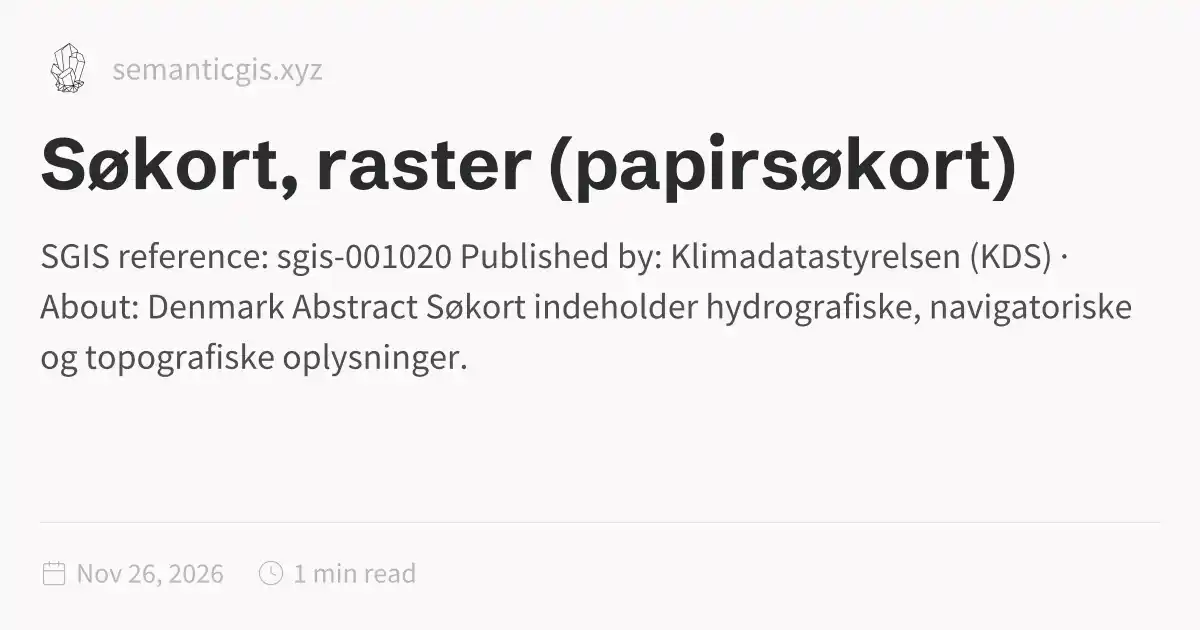 semanticgis.xyz
Søkort, raster (papirsøkort)
SGIS reference: sgis-001020 Published by: Klimadatastyrelsen (KDS) ·
About: Denmark Abstract Søkort indeholder hydrografiske, navigatoriske
og topografiske oplysninger.
Nov 26, 2026 1 min read